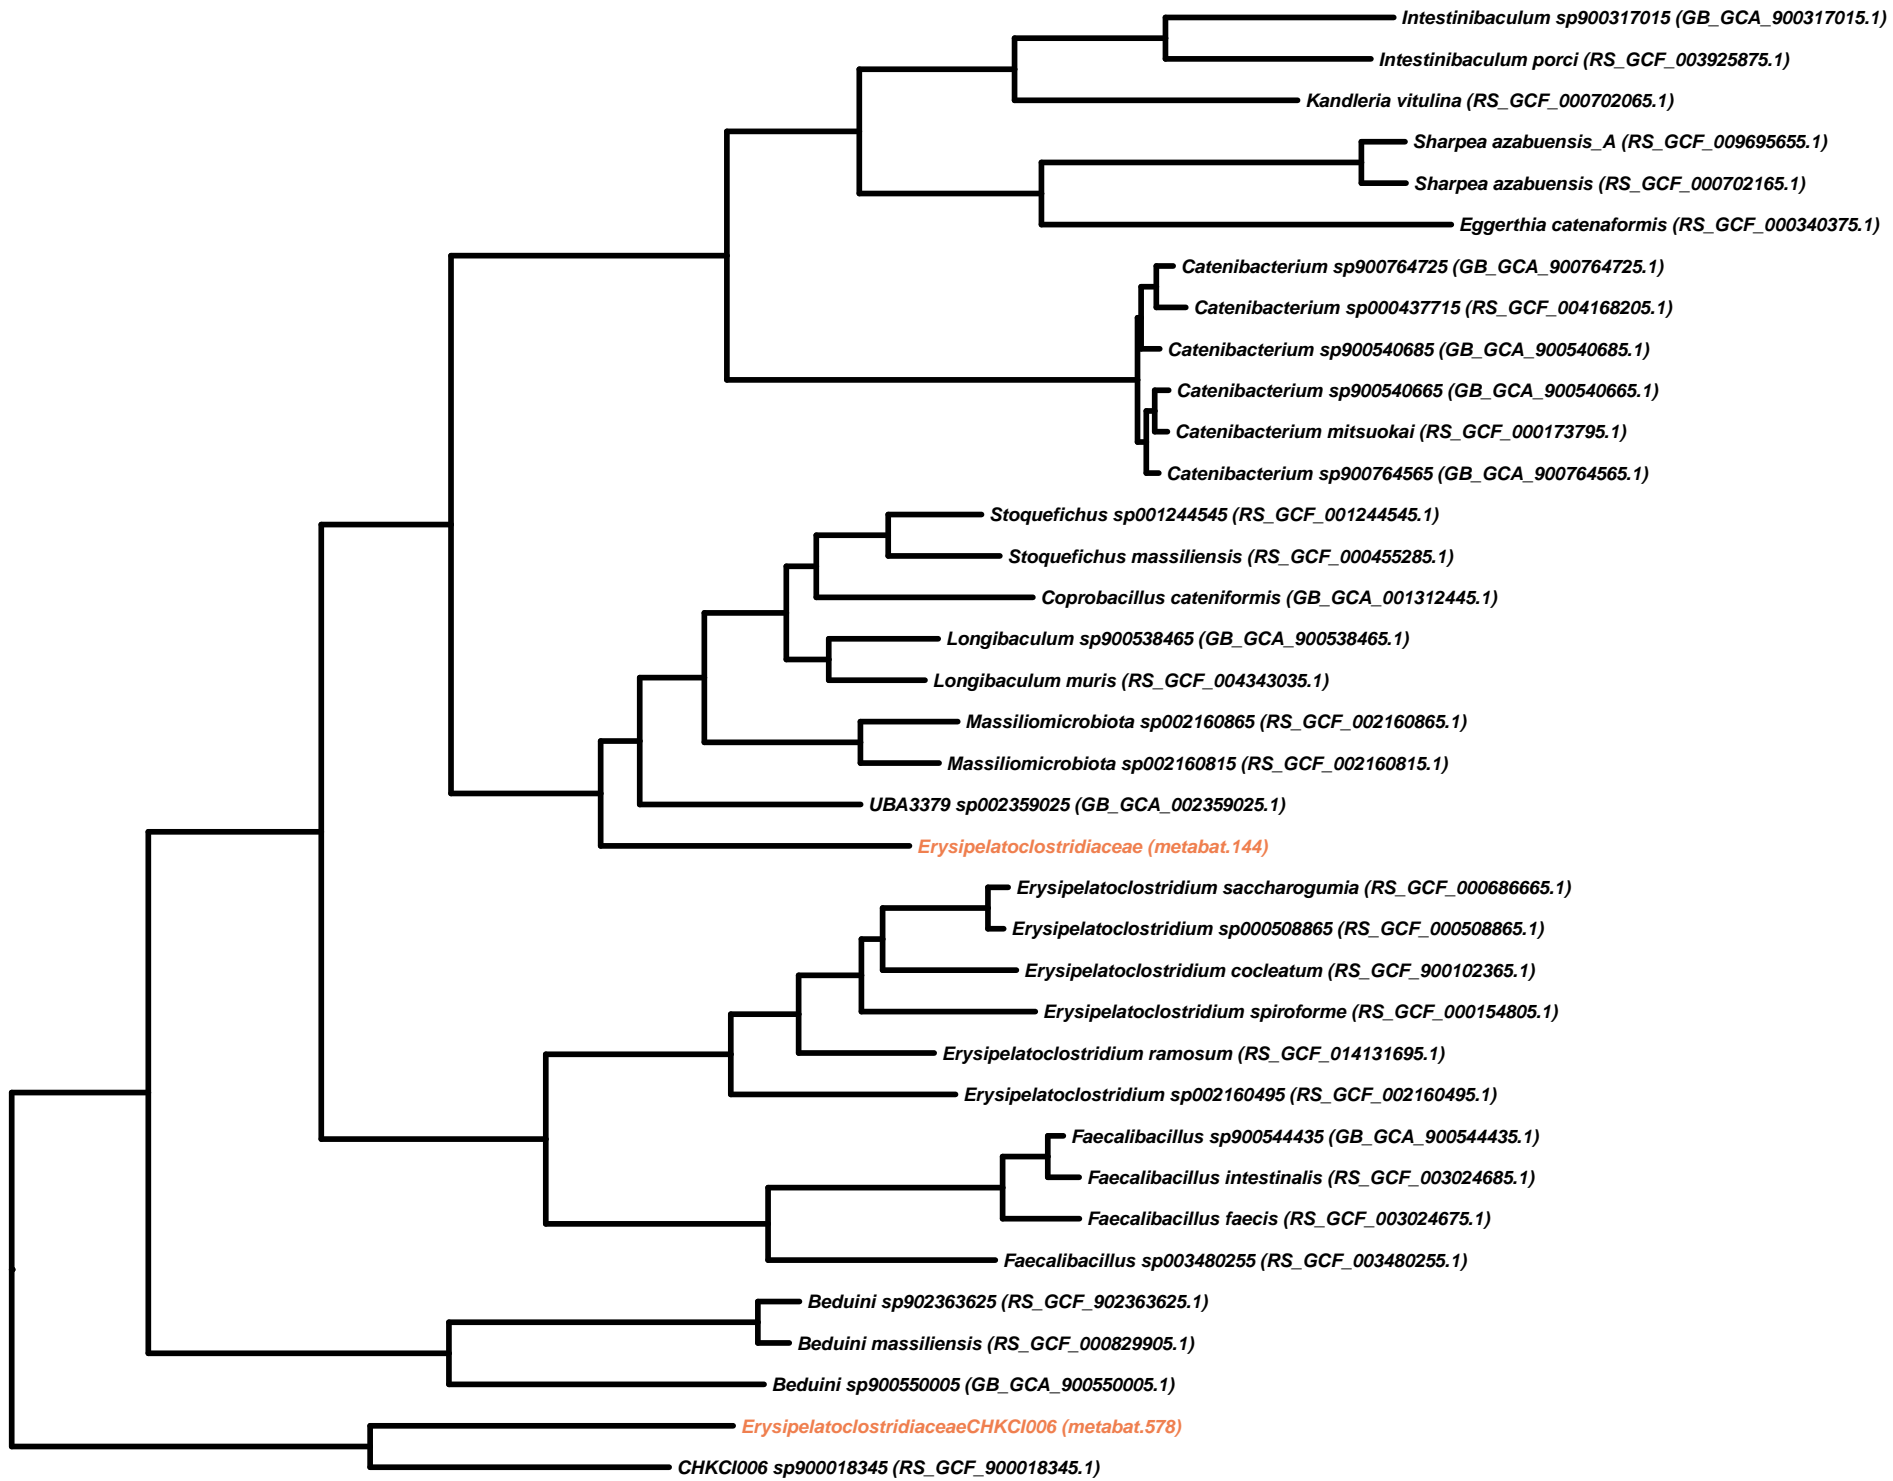 Intestinibaculum sp900317015 (GB_GCA_900317015.1)
Intestinibaculum porci (RS_GCF_003925875.1)
Kandleria vitulina (RS_GCF_000702065.1)
Sharpea azabuensis_A (RS_GCF_009695655.1)
Sharpea azabuensis (RS_GCF_000702165.1)
Eggerthia catenaformis (RS_GCF_000340375.1)
Catenibacterium sp900764725 (GB_GCA_900764725.1)
Catenibacterium sp000437715 (RS_GCF_004168205.1)
Catenibacterium sp900540685 (GB_GCA_900540685.1)
Catenibacterium sp900540665 (GB_GCA_900540665.1)
Catenibacterium mitsuokai (RS_GCF_000173795.1)
Catenibacterium sp900764565 (GB_GCA_900764565.1)
Stoquefichus sp001244545 (RS_GCF_001244545.1)
Stoquefichus massiliensis (RS_GCF_000455285.1)
Coprobacillus cateniformis (GB_GCA_001312445.1)
Longibaculum sp900538465 (GB_GCA_900538465.1)
Longibaculum muris (RS_GCF_004343035.1)
Massiliomicrobiota sp002160865 (RS_GCF_002160865.1)
Massiliomicrobiota sp002160815 (RS_GCF_002160815.1)
UBA3379 sp002359025 (GB_GCA_002359025.1)
Erysipelatoclostridiaceae (metabat.144)
Erysipelatoclostridium saccharogumia (RS_GCF_000686665.1)
Erysipelatoclostridium sp000508865 (RS_GCF_000508865.1)
Erysipelatoclostridium cocleatum (RS_GCF_900102365.1)
Erysipelatoclostridium spiroforme (RS_GCF_000154805.1)
Erysipelatoclostridium ramosum (RS_GCF_014131695.1)
Erysipelatoclostridium sp002160495 (RS_GCF_002160495.1)
Faecalibacillus sp900544435 (GB_GCA_900544435.1)
Faecalibacillus intestinalis (RS_GCF_003024685.1)
Faecalibacillus faecis (RS_GCF_003024675.1)
Faecalibacillus sp003480255 (RS_GCF_003480255.1)
Beduini sp902363625 (RS_GCF_902363625.1)
Beduini massiliensis (RS_GCF_000829905.1)
Beduini sp900550005 (GB_GCA_900550005.1)
ErysipelatoclostridiaceaeCHKCI006 (metabat.578)
CHKCI006 sp900018345 (RS_GCF_900018345.1)